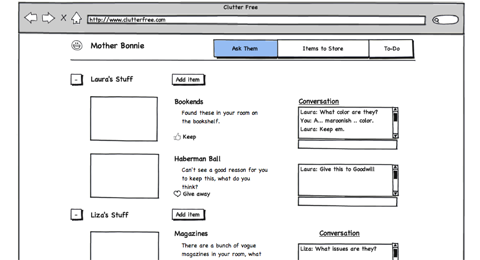 Clutter Free
http://www.clutterfree.com
Mother Bonnie
Ask Them
Items to Store
To-Do
Laura's Stuff
Add Item
Bookends
Found these in your room on
the bookshelf.
Keep
Conversation
Laura: What color are they?
You: A... maroonish .. color.
Laura: Keep em.
Haberman Ball
Can't see a good reason for you
to keep this, what do you
think?
Give away
Laura: Give this to Goodwill
Liza's Stuff
Add Item
Magazines
There are a bunch of vogue
magazines in your room, what
Conversation
Liza: What issues are they?